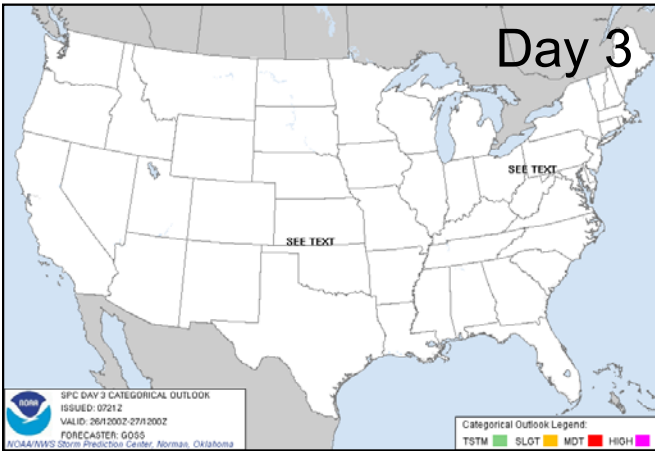 Day 3
SEE TEXT
SEE TEXT
NOAA
SPC DAY 3 CATEGORICAL OUTLOOK
ISSUED: 0721Z
VALID: 26/1200Z-27/1200Z
FORECASTER: GOSS
NOAA/NWS Storm Prediction Center, Norman, Oklahoma
Categorical Outlook Legend:
TSTM SLGT MDT HIGH